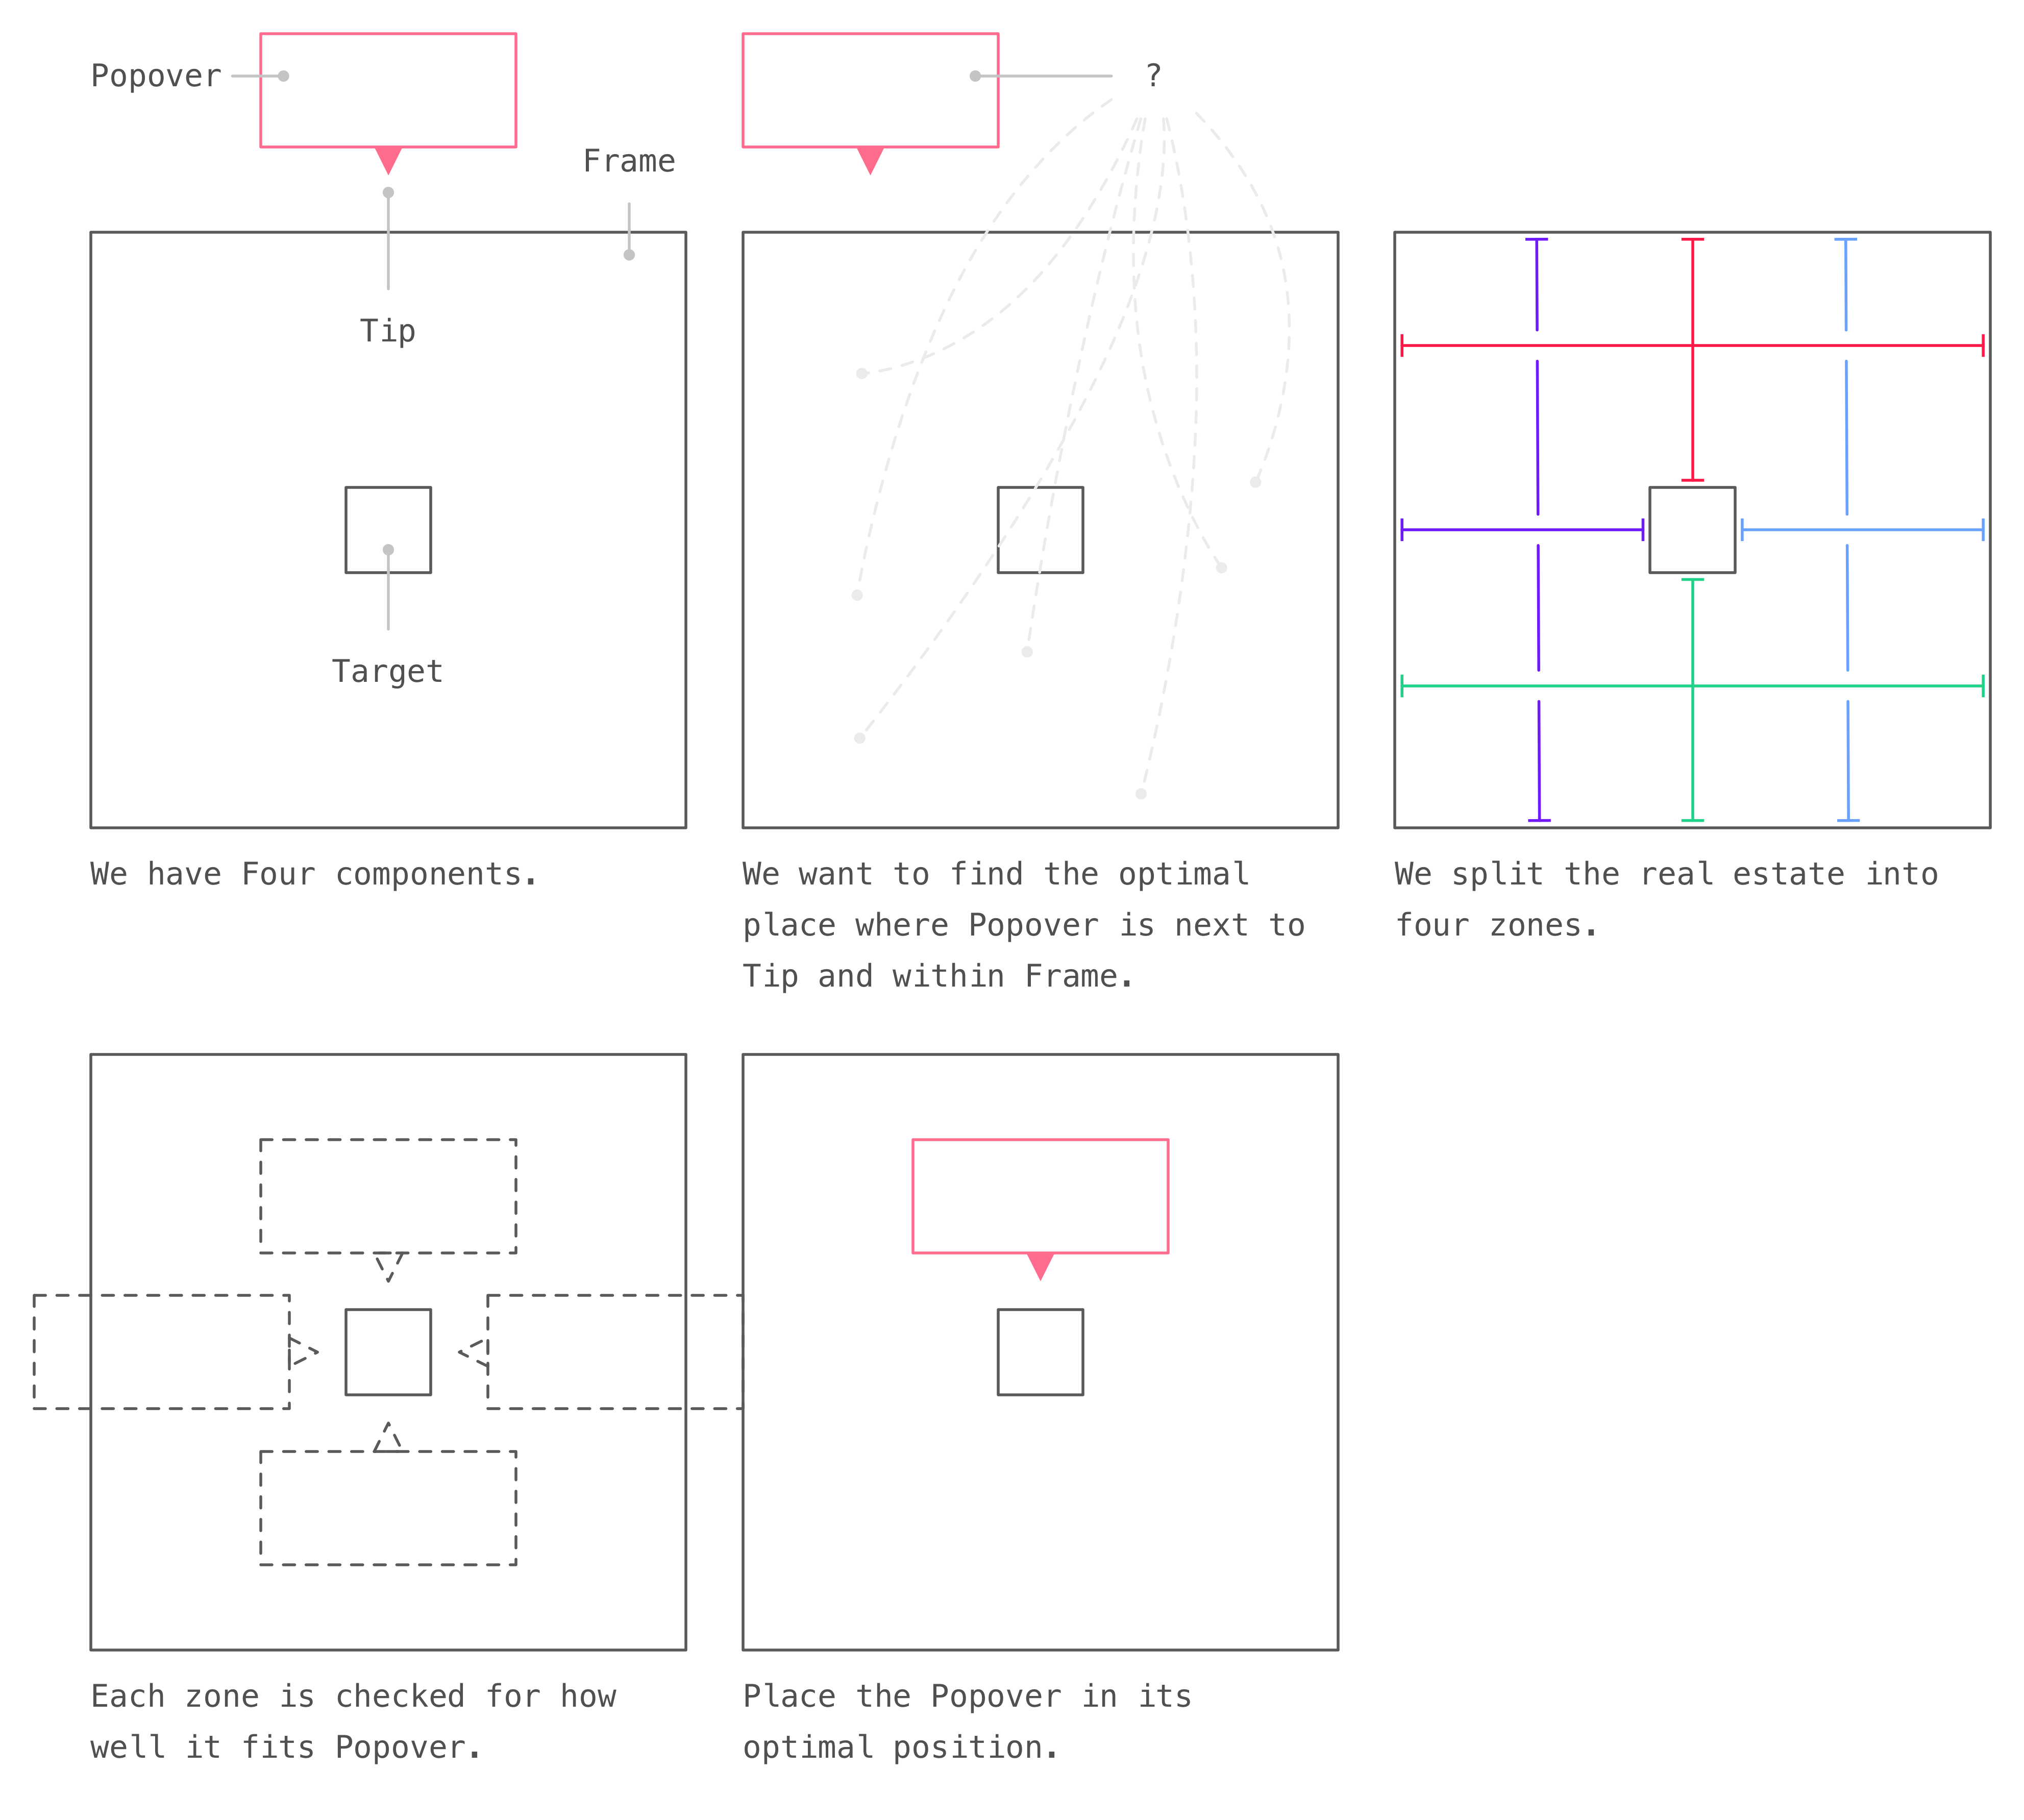 Popover
?
Frame
Tip
Target
We have Four components.
We want to find the optimal
place where Popover is next to
Tip and within Frame.
We split the real estate into
four zones.
Each zone is checked for how
well it fits Popover.
Place the Popover in its
optimal position.